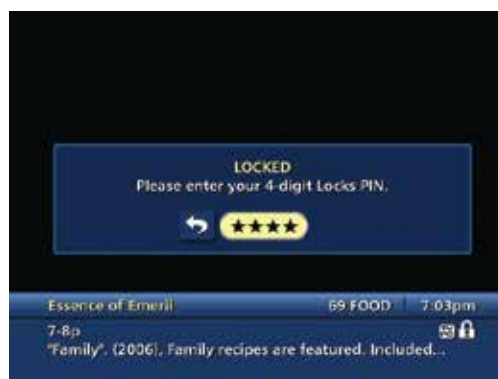 LOCKED
Please enter your 4-digit Locks PIN.
★★★★
Essence of Emeril 69 FOOD 7:03pm
7-8p
"Family". (2006). Family recipes are featured. Included...